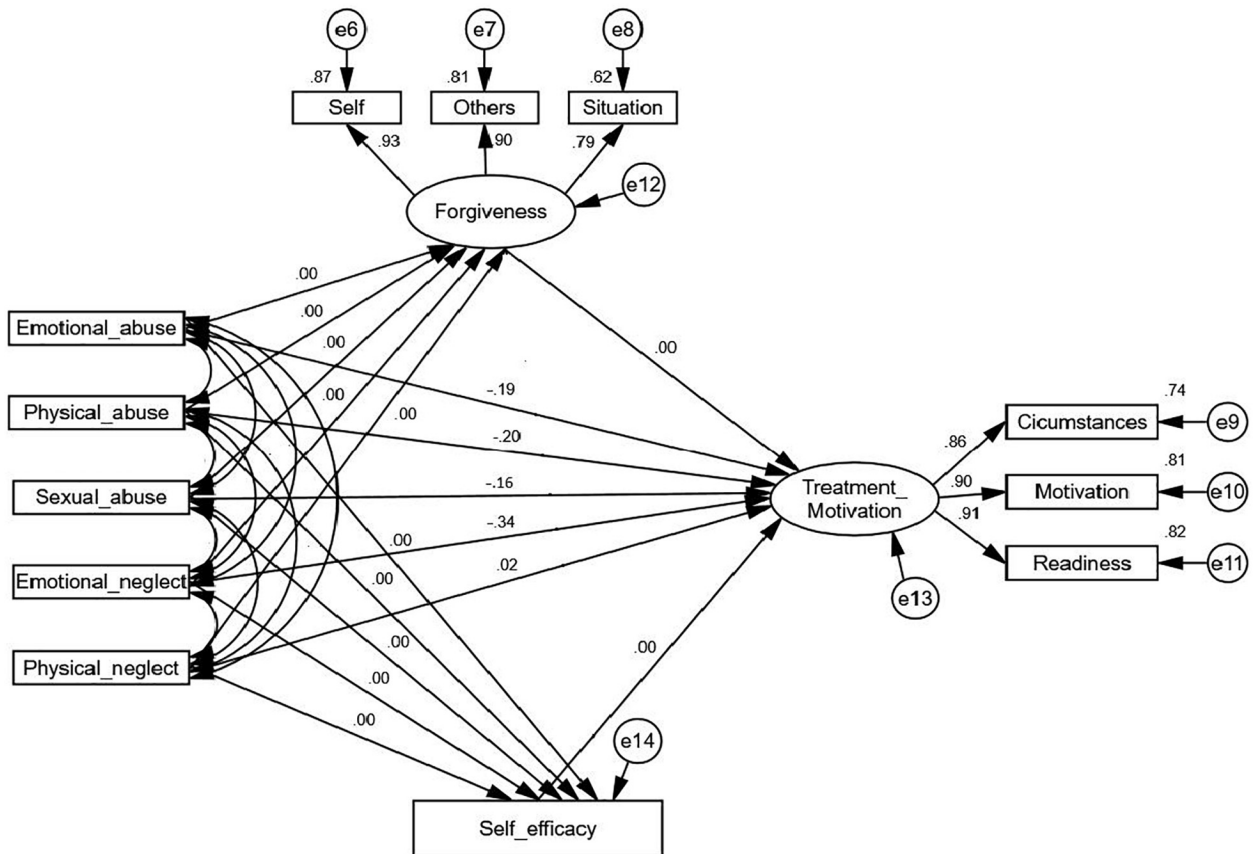 e6
e7
e8
.87
.81
.62
Self
Others
Situation
.93
.90
.79
e12
Forgiveness
.00
.00
.00
.00
.00
Emotional_abuse
Physical_abuse
Sexual_abuse
Emotional_neglect
Physical_neglect
.00
-.19
-.20
-.16
-.34
.02
.00
.00
.00
.00
.00
.00
Treatment_
Motivation
.86
.90
.91
.74
Cicumstances
e9
.81
Motivation
e10
.82
Readiness
e11
e13
e14
Self_efficacy